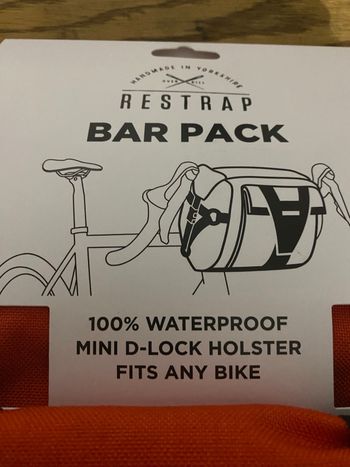 HANDMADE IN YORKSHIRE
RESTRAP
BAR PACK
100% WATERPROOF
MINI D-LOCK HOLSTER
FITS ANY BIKE